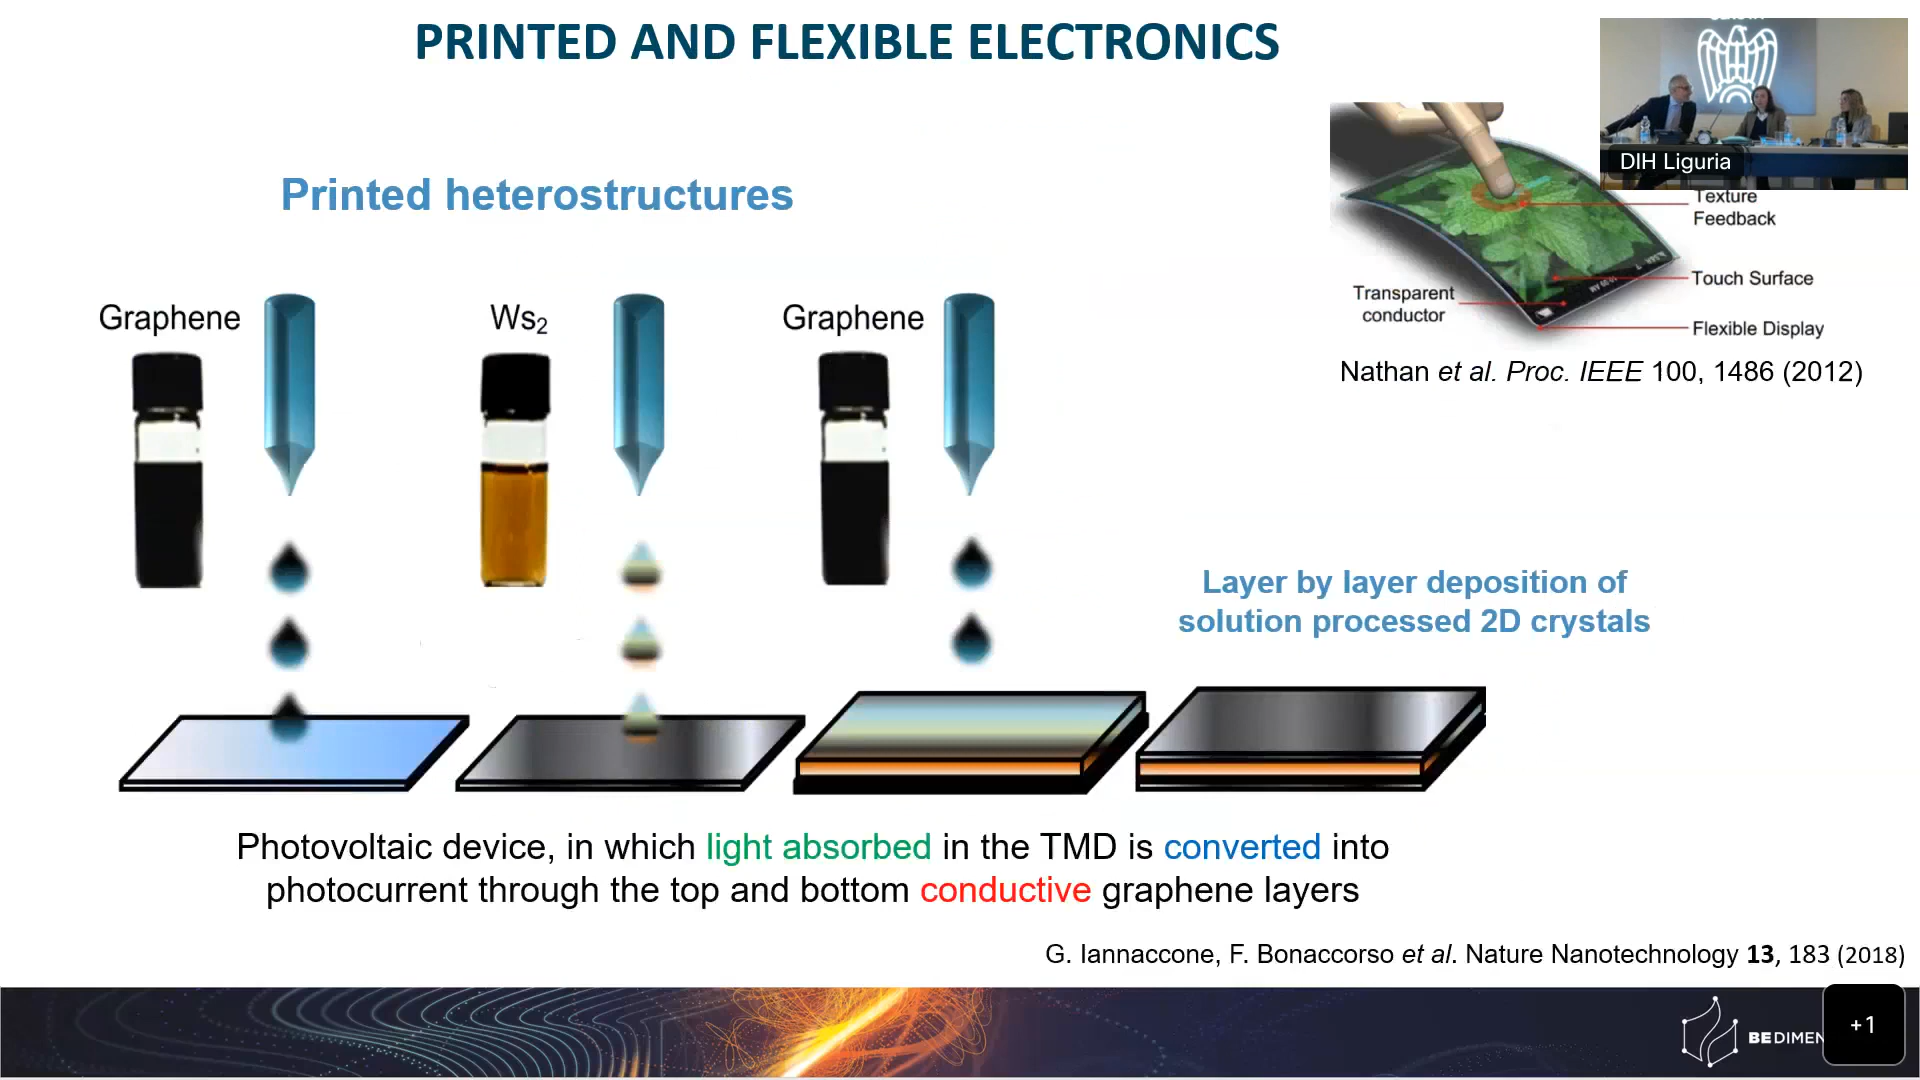 PRINTED AND FLEXIBLE ELECTRONICS
DIH Liguria
Printed heterostructures
Texture
Feedback
Touch Surface
Transparent
conductor
Flexible Display
Nathan et al. Proc. IEEE 100, 1486 (2012)
Graphene
Ws₂
Graphene
Layer by layer deposition of
solution processed 2D crystals
Photovoltaic device, in which light absorbed in the TMD is converted into
photocurrent through the top and bottom conductive graphene layers
G. Iannaccone, F. Bonaccorso et al. Nature Nanotechnology 13, 183 (2018)
BEDIMEN
+1